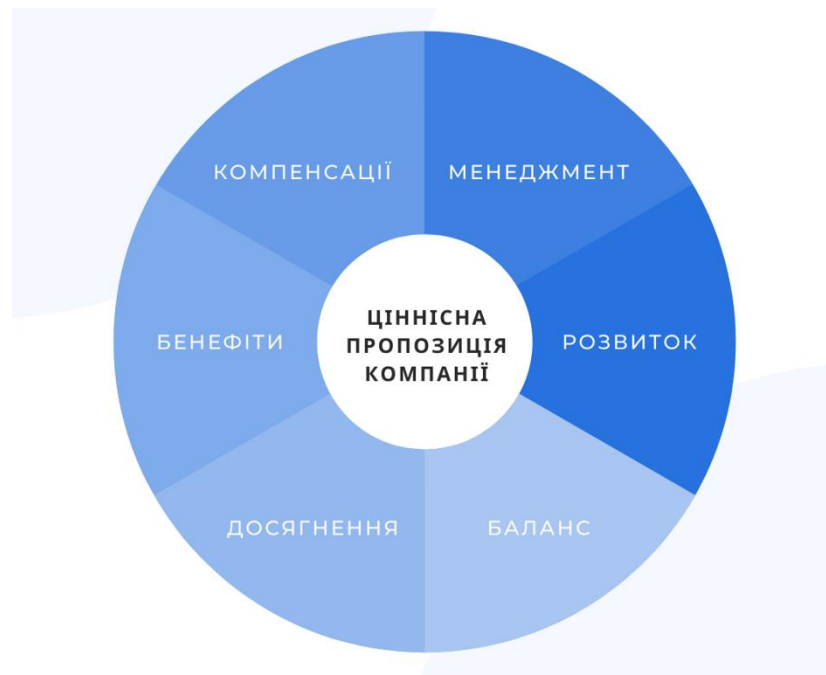 КОМПЕНСАЦІЇ
МЕНЕДЖМЕНТ
БЕНЕФІТИ
ЦІННІСНА
ПРОПОЗИЦІЯ
КОМПАНІЇ
РОЗВИТОК
ДОСЯГНЕННЯ
БАЛАНС